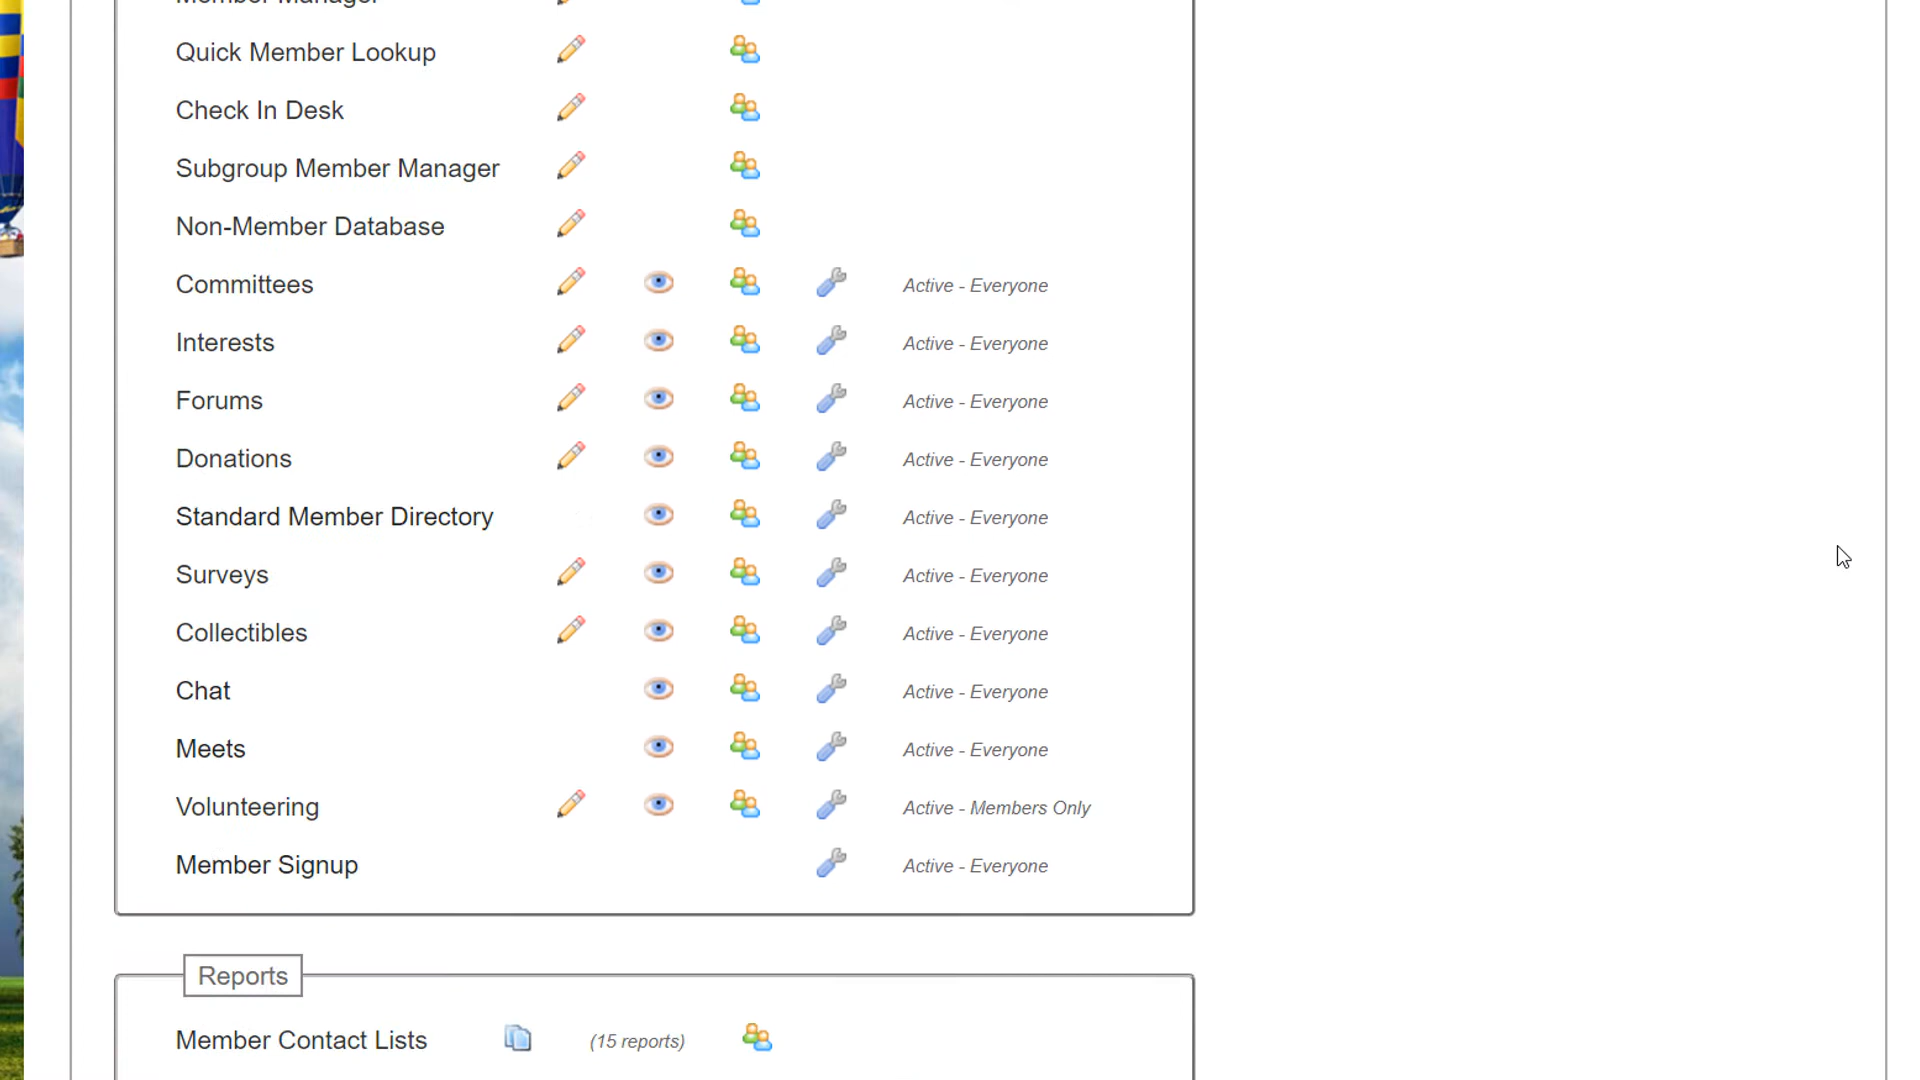 Member Manager
Quick Member Lookup
Check In Desk
Subgroup Member Manager
Non-Member Database
Committees Active - Everyone
Interests Active - Everyone
Forums Active - Everyone
Donations Active - Everyone
Standard Member Directory Active - Everyone
Surveys Active - Everyone
Collectibles Active - Everyone
Chat Active - Everyone
Meets Active - Everyone
Volunteering Active - Members Only
Member Signup Active - Everyone
Reports
Member Contact Lists (15 reports)